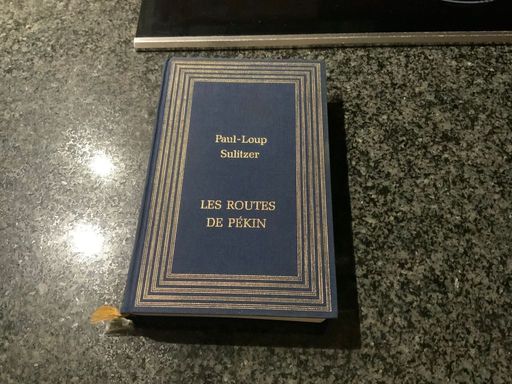 Paul-Loup
Sulitzer
LES ROUTES
DE PÉKIN